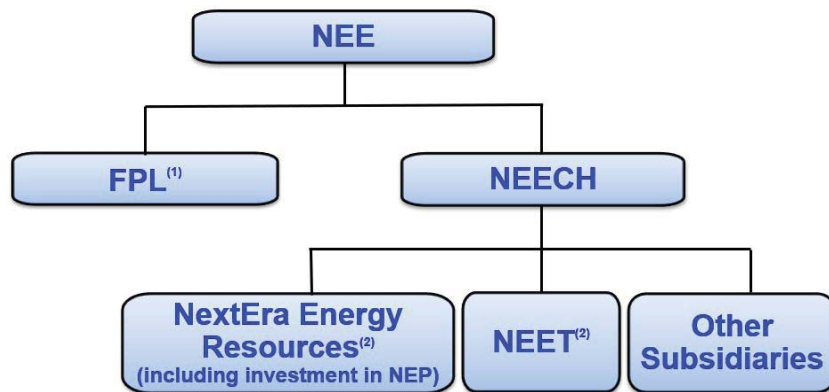 NEE
FPL(1)
NEECH
NextEra Energy
Resources(2)
(including investment in NEP)
NEET(2)
Other
Subsidiaries